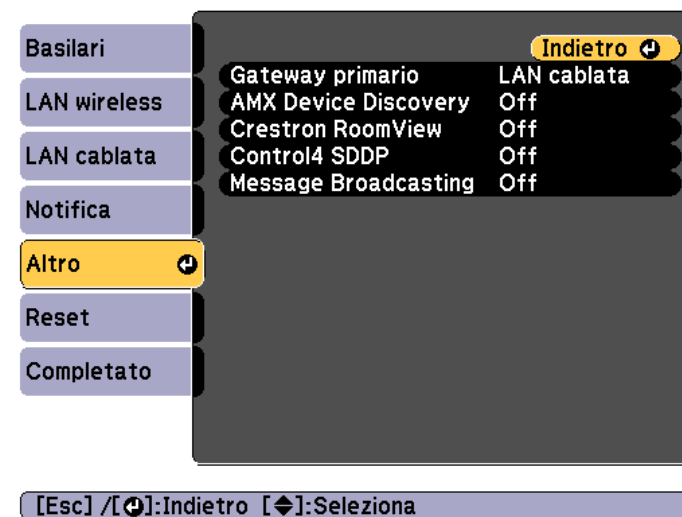 Basilari
LAN wireless
LAN cablata
Notifica
Altro
Reset
Completato
Indietro
Gateway primario LAN cablata
AMX Device Discovery Off
Crestron RoomView Off
Control4 SDDP Off
Message Broadcasting Off
[Esc] /[⏎]:Indietro [◆]:Seleziona